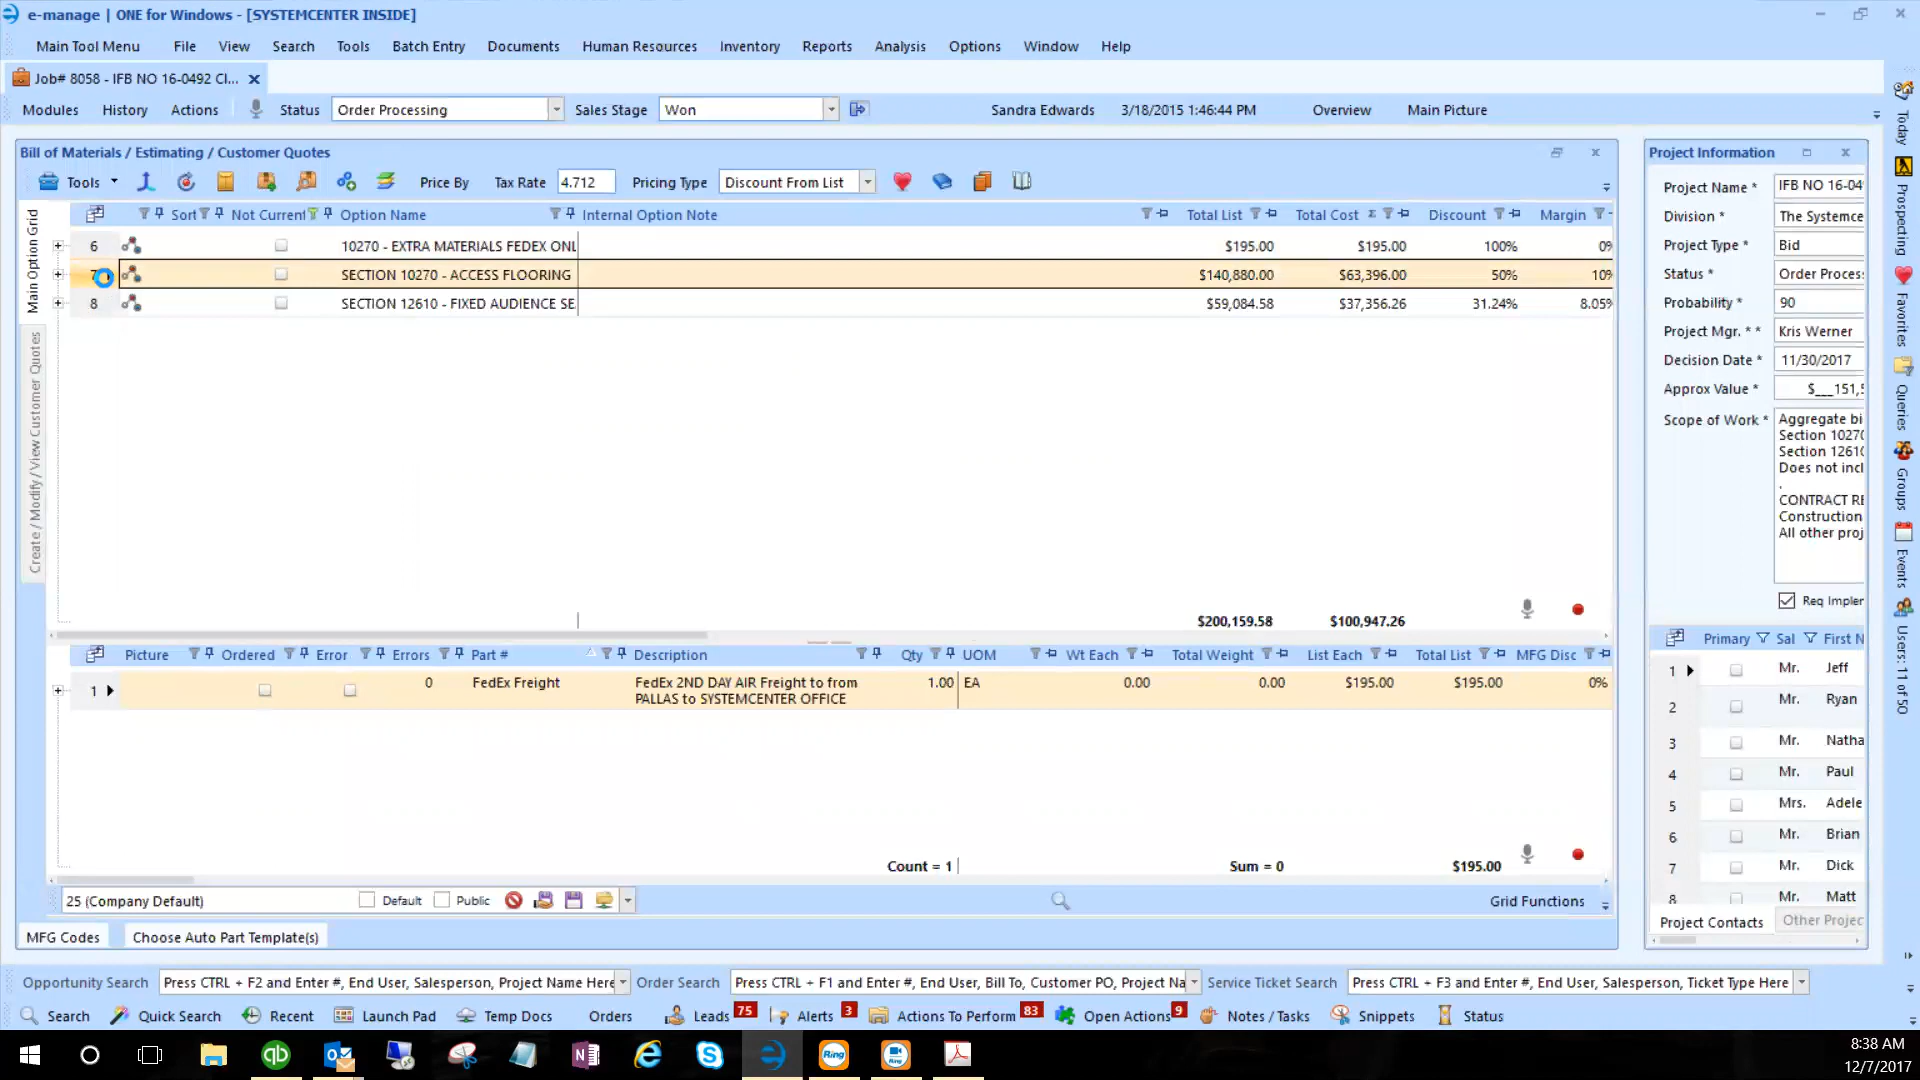 e-manage | ONE for Windows - [SYSTEMCENTER INSIDE]
Main Tool Menu File View Search Tools Batch Entry Documents Human Resources Inventory Reports Analysis Options Window Help
Job# 8058 - IFB NO 16-0492 Cl...
Modules History Actions Status Order Processing Sales Stage Won Sandra Edwards 3/18/2015 1:46:44 PM Overview Main Picture
Bill of Materials / Estimating / Customer Quotes
Tools Price By Tax Rate 4.712 Pricing Type Discount From List
Main Option Grid
Create / Modify / View Customer Quotes
Sort Not Current Option Name Internal Option Note Total List Total Cost Σ Discount Margin
6 10270 - EXTRA MATERIALS FEDEX ONL $195.00 $195.00 100% 0%
7 SECTION 10270 - ACCESS FLOORING $140,880.00 $63,396.00 50% 10%
8 SECTION 12610 - FIXED AUDIENCE SE $59,084.58 $37,356.26 31.24% 8.05%
$200,159.58 $100,947.26
Picture Ordered Error Errors Part # Description Qty UOM Wt Each Total Weight List Each Total List MFG Disc
1 0 FedEx Freight FedEx 2ND DAY AIR Freight to from 1.00 EA 0.00 0.00 $195.00 $195.00 0%
PALLAS to SYSTEMCENTER OFFICE
Count = 1 Sum = 0 $195.00
25 (Company Default) Default Public Grid Functions
MFG Codes Choose Auto Part Template(s)
Project Information
Project Name * IFB NO 16-04
Division * The Systemce
Project Type * Bid
Status * Order Proces
Probability * 90
Project Mgr. * * Kris Werner
Decision Date * 11/30/2017
Approx Value * $___151,5
Scope of Work * Aggregate bi
Section 10270
Section 12610
Does not incl
.
CONTRACT RE
Construction
All other proj
Req Implem
Primary Sal First N
1 Mr. Jeff
2 Mr. Ryan
3 Mr. Natha
4 Mr. Paul
5 Mrs. Adele
6 Mr. Brian
7 Mr. Dick
8 Mr. Matt
Project Contacts Other Projec
Today
Prospecting
Favorites
Queries
Groups
Events
Users: 11 of 50
Opportunity Search Press CTRL + F2 and Enter #, End User, Salesperson, Project Name Here Order Search Press CTRL + F1 and Enter #, End User, Bill To, Customer PO, Project Na Service Ticket Search Press CTRL + F3 and Enter #, End User, Salesperson, Ticket Type Here
Search Quick Search Recent Launch Pad Temp Docs Orders Leads 75 Alerts 3 Actions To Perform 83 Open Actions 9 Notes / Tasks Snippets Status
Ring
8:38 AM
12/7/2017